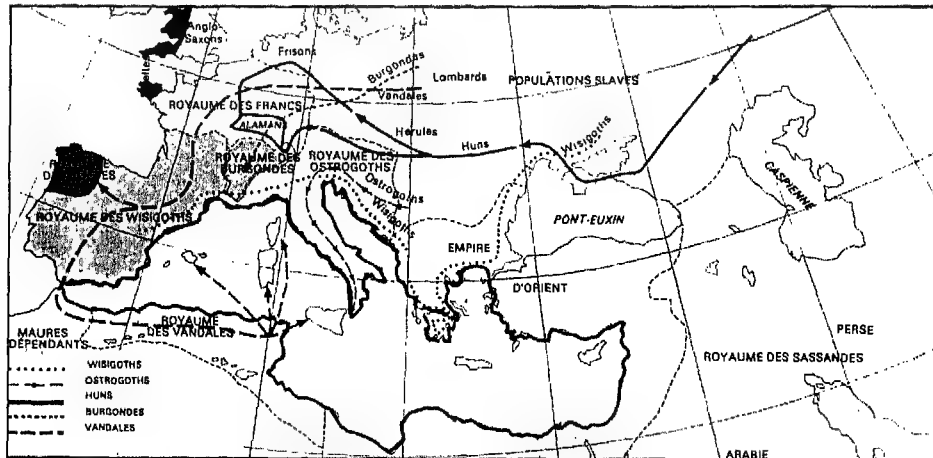 Anglo-
Saxons
Frisons
Burgondes
Lombards
POPULATIONS SLAVES
Vandales
ROYAUME DES FRANCS
ALAMANS
Hérules
Huns
Wisigoths
ROYAUME DES
BURGONDES
ROYAUME DES
OSTROGOTHS
Ostrogoths
Wisigoths
ROYAUME DES WISIGOTHS
CASPIENNE
PONT-EUXIN
EMPIRE
D'ORIENT
ROYAUME
DES VANDALES
MAURES
DÉPENDANTS
PERSE
ROYAUME DES SASSANDES
ARABIE
WISIGOTHS
OSTROGOTHS
HUNS
BURGONDES
VANDALES